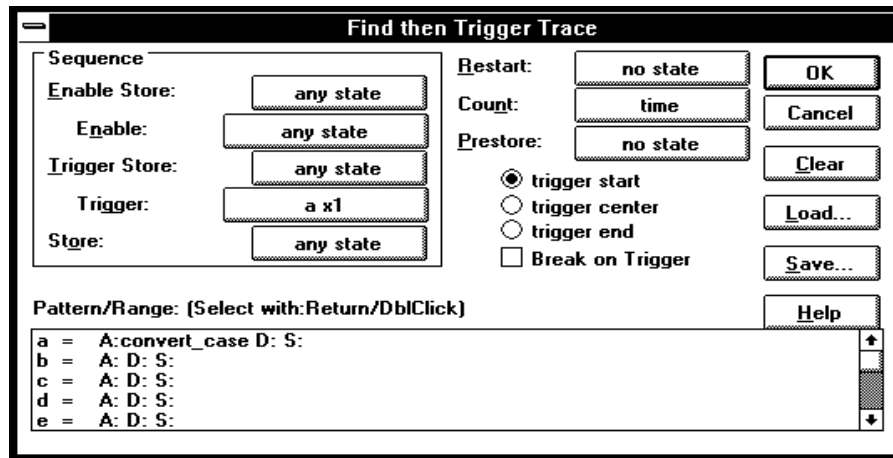 Find then Trigger Trace
Sequence
Enable Store: any state
Enable: any state
Trigger Store: any state
Trigger: a x1
Store: any state
Restart: no state
Count: time
Prestore: no state
trigger start
trigger center
trigger end
Break on Trigger
OK
Cancel
Clear
Load...
Save...
Help
Pattern/Range: (Select with:Return/DblClick)
a = A:convert_case D: S:
b = A: D: S:
c = A: D: S:
d = A: D: S:
e = A: D: S: